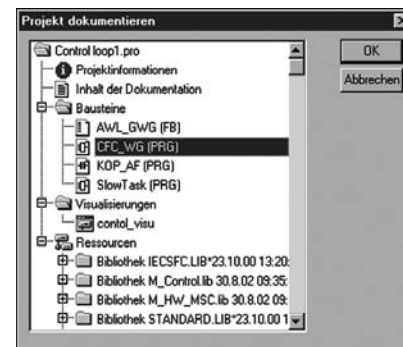 Projekt dokumentieren
Control loop1.pro
Projektinformationen
Inhalt der Dokumentation
Bausteine
AWL_GWG (FB)
CFC_WG (PRG)
KOP_AF (PRG)
SlowTask (PRG)
Visualisierungen
contol_visu
Ressourcen
Bibliothek IECSFC.LIB*23.10.00 13:20:
Bibliothek M_Control.lib 30.8.02 09:35:
Bibliothek M_HW_MSC.lib 30.8.02 09:
Bibliothek STANDARD.LIB*23.10.00 1
OK
Abbrechen